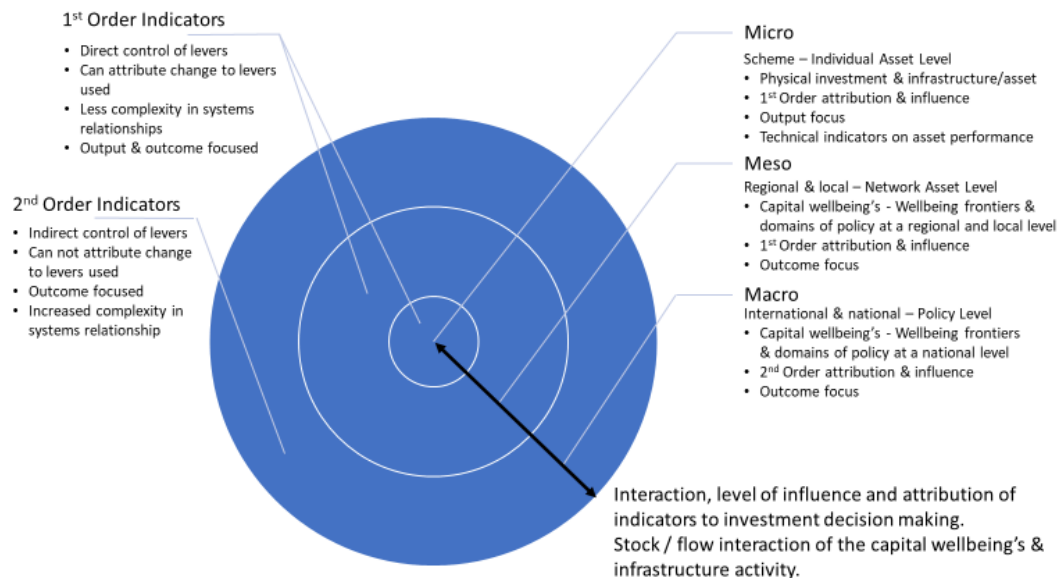 1st Order Indicators
• Direct control of levers
• Can attribute change to levers
used
• Less complexity in systems
relationships
• Output & outcome focused
2nd Order Indicators
• Indirect control of levers
• Can not attribute change
to levers used
• Outcome focused
• Increased complexity in
systems relationship
Micro
Scheme – Individual Asset Level
• Physical investment & infrastructure/asset
• 1st Order attribution & influence
• Output focus
• Technical indicators on asset performance
Meso
Regional & local – Network Asset Level
• Capital wellbeing's - Wellbeing frontiers &
domains of policy at a regional and local level
• 1st Order attribution & influence
• Outcome focus
Macro
International & national – Policy Level
• Capital wellbeing's - Wellbeing frontiers
& domains of policy at a national level
• 2nd Order attribution & influence
• Outcome focus
Interaction, level of influence and attribution of
indicators to investment decision making.
Stock / flow interaction of the capital wellbeing's &
infrastructure activity.